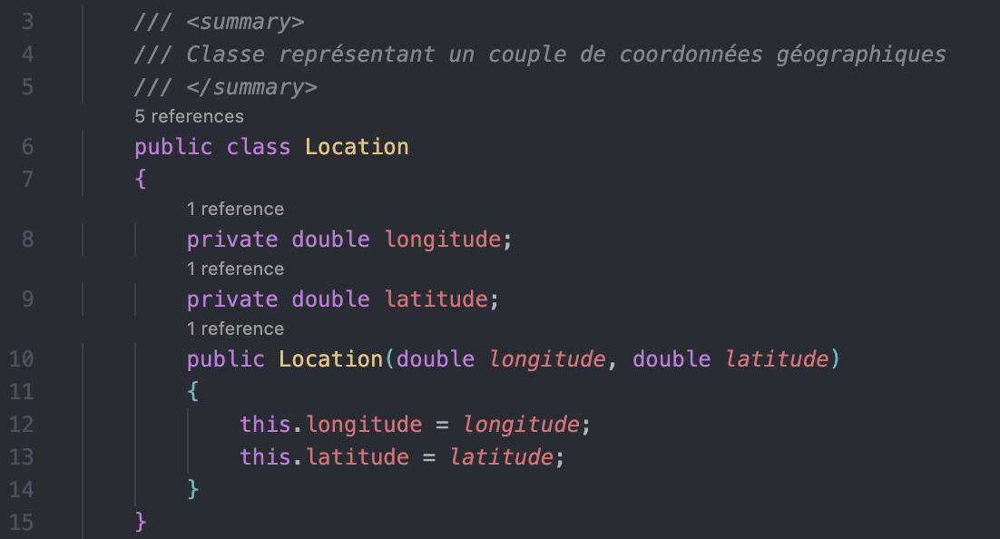 3 /// <summary>
4 /// Classe représentant un couple de coordonnées géographiques
5 /// </summary>
5 references
6 public class Location
7 {
1 reference
8 private double longitude;
1 reference
9 private double latitude;
1 reference
10 public Location(double longitude, double latitude)
11 {
12 this.longitude = longitude;
13 this.latitude = latitude;
14 }
15 }